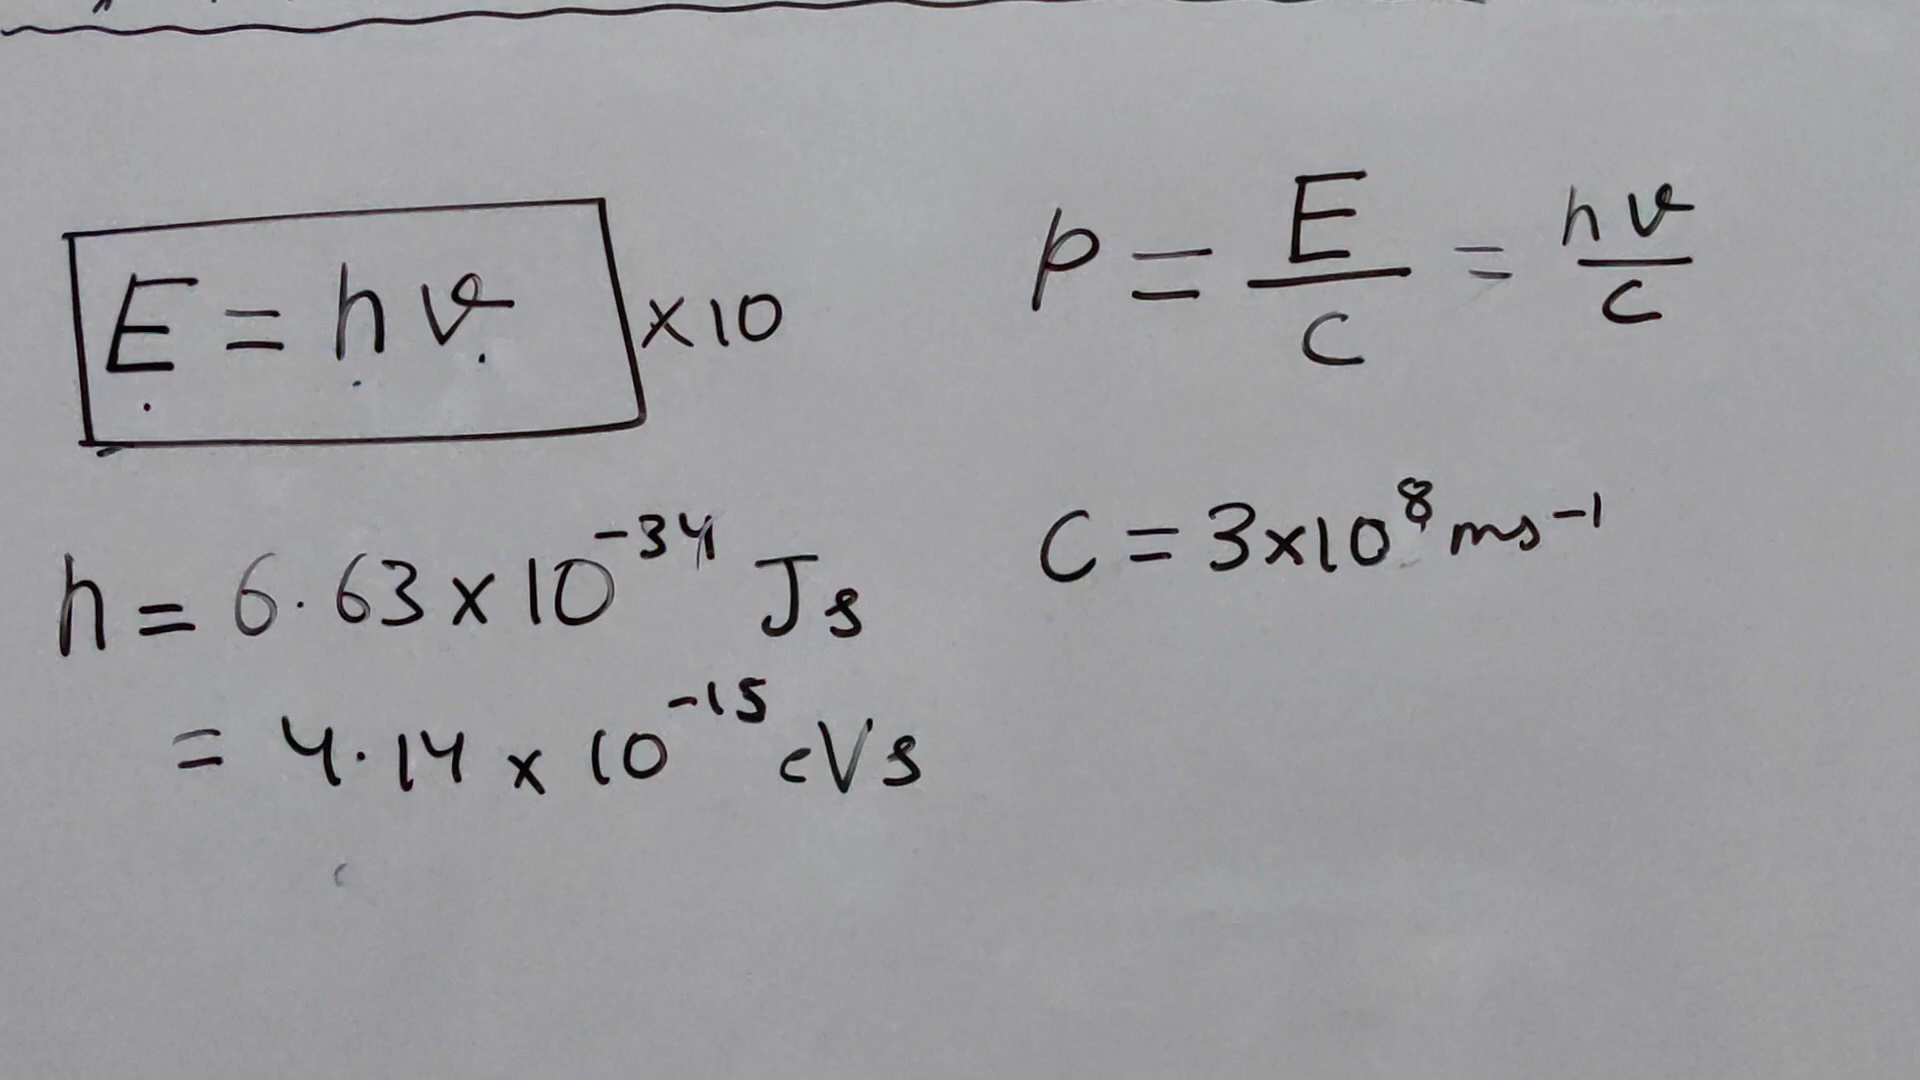 E = hν ×10
p = E/c = hν/c
h = 6.63×10⁻³⁴ Js
= 4.14×10⁻¹⁵ eVs
C = 3×10⁸ ms⁻¹